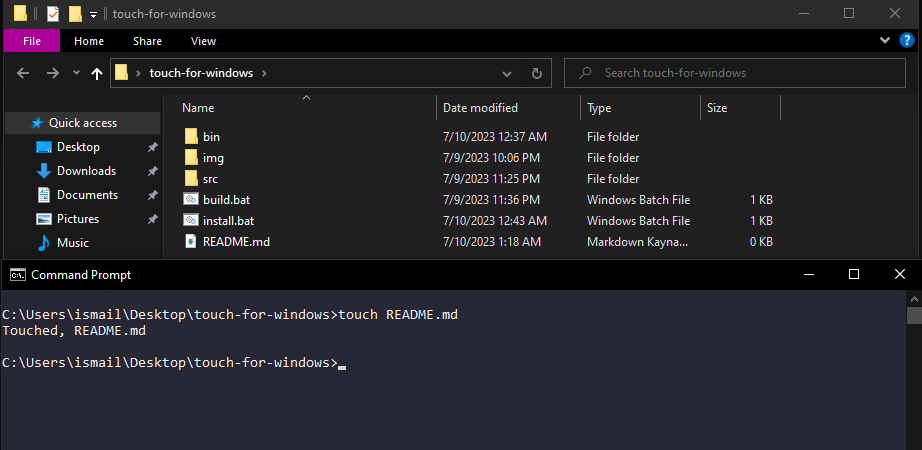 touch-for-windows
File Home Share View
touch-for-windows
Search touch-for-windows
Name Date modified Type Size
Quick access
Desktop
Downloads
Documents
Pictures
Music
bin 7/10/2023 12:37 AM File folder
img 7/9/2023 10:06 PM File folder
src 7/9/2023 11:25 PM File folder
build.bat 7/9/2023 11:36 PM Windows Batch File 1 KB
install.bat 7/10/2023 12:43 AM Windows Batch File 1 KB
README.md 7/10/2023 1:18 AM Markdown Kayna... 0 KB
Command Prompt
C:\Users\ismail\Desktop\touch-for-windows>touch README.md
Touched, README.md
C:\Users\ismail\Desktop\touch-for-windows>